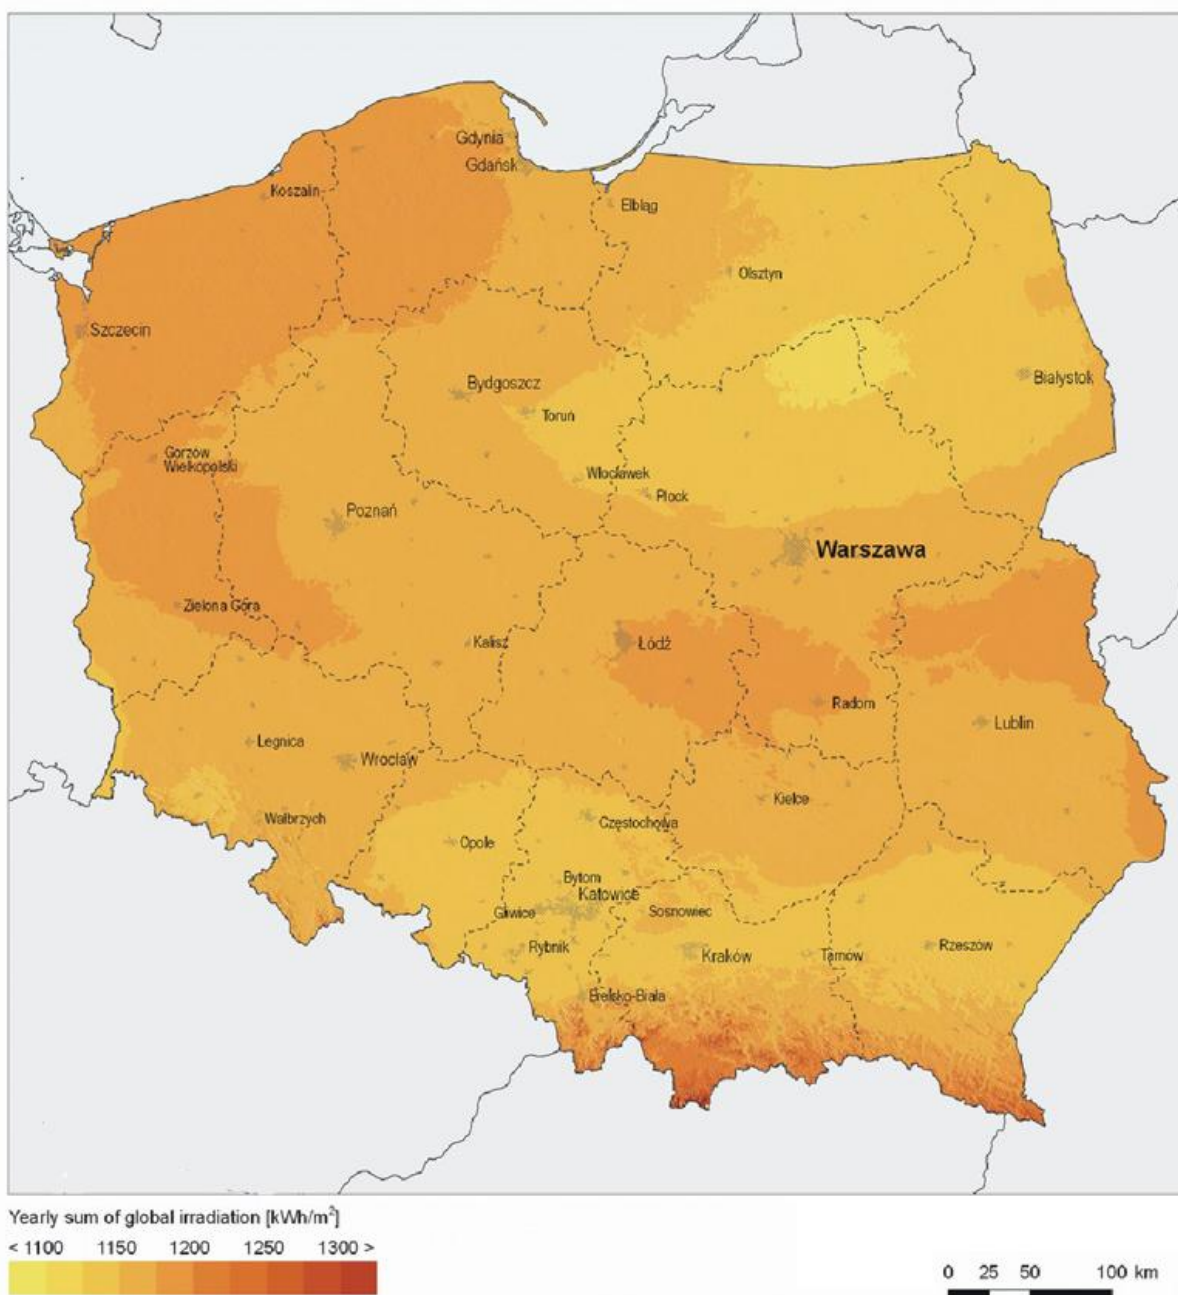 Gdynia
Gdańsk
Koszalin
Elbląg
Olsztyn
Szczecin
Białystok
Bydgoszcz
Toruń
Gorzów
Wielkopolski
Włocławek
Płock
Poznań
Warszawa
Zielona Góra
Kalisz
Łódź
Radom
Lublin
Legnica
Wrocław
Kielce
Wałbrzych
Częstochowa
Opole
Bytom
Katowice
Gliwice
Sosnowiec
Rybnik
Kraków
Tarnów
Rzeszów
Bielsko-Biała
Yearly sum of global irradiation [kWh/m²]
< 1100 1150 1200 1250 1300 >
0 25 50 100 km